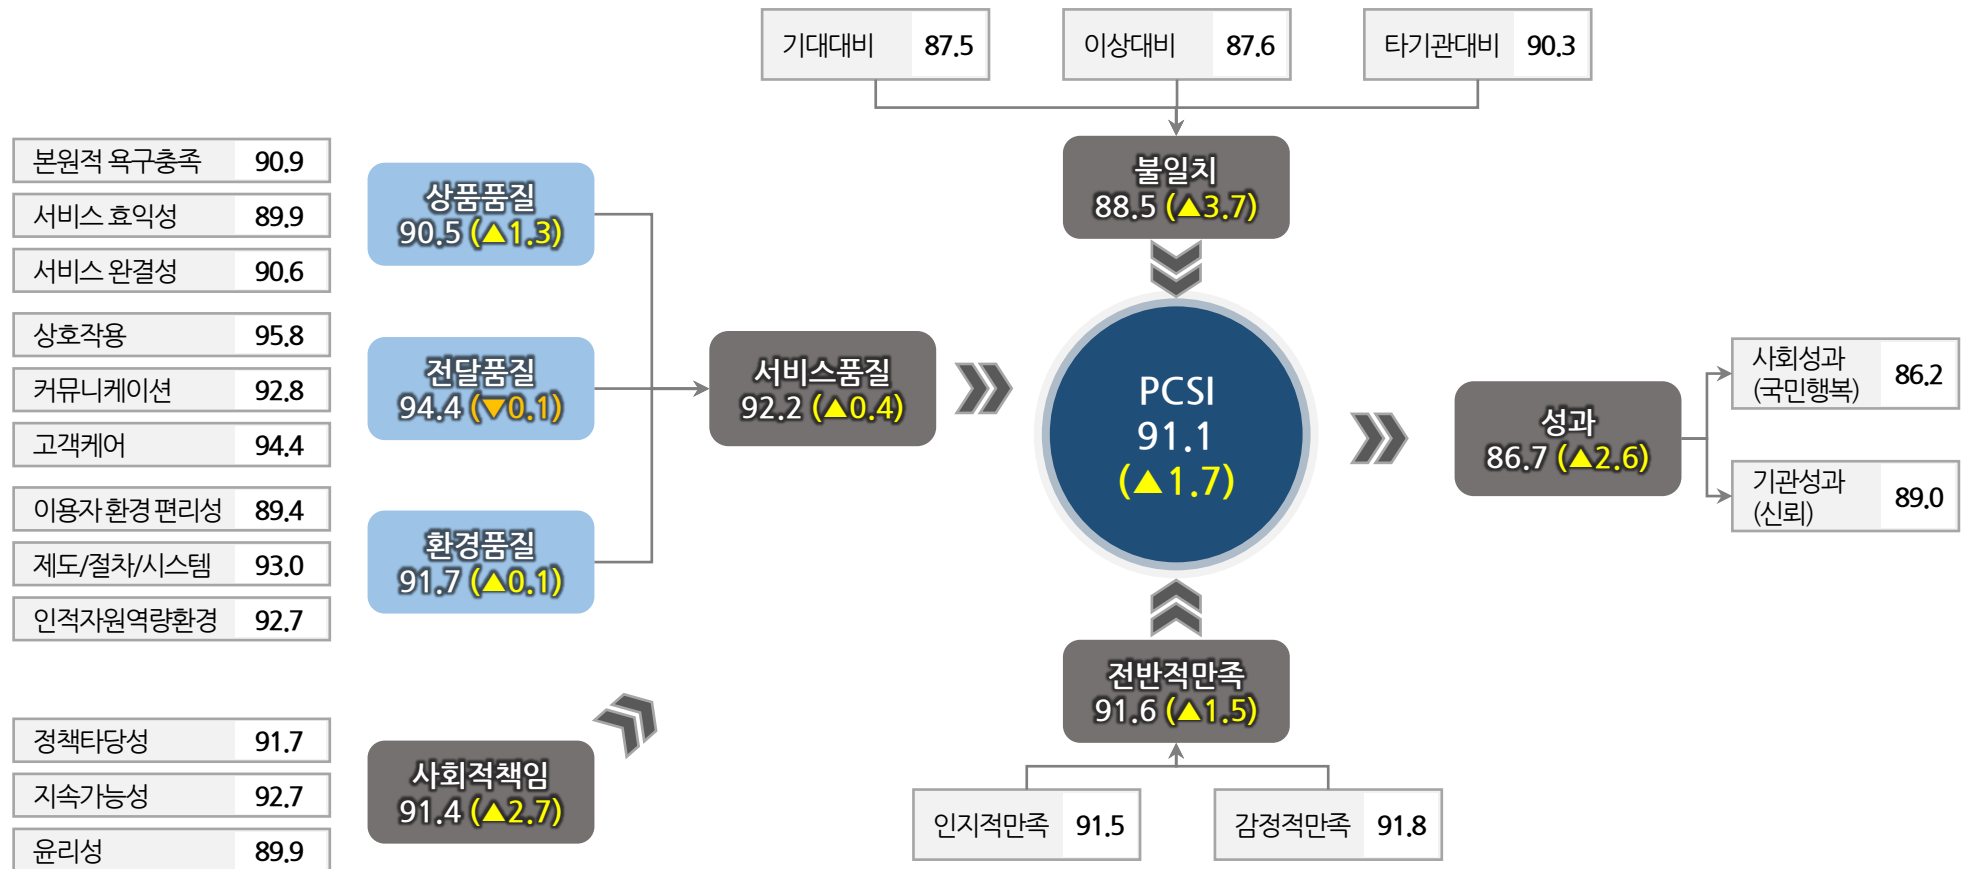 기대대비 87.5
이상대비 87.6
타기관대비 90.3
불일치
88.5 (▲3.7)
본원적 욕구충족 90.9
서비스 효익성 89.9
서비스 완결성 90.6
상품품질
90.5 (▲1.3)
상호작용 95.8
커뮤니케이션 92.8
고객케어 94.4
전달품질
94.4 (▼0.1)
이용자 환경 편리성 89.4
제도/절차/시스템 93.0
인적자원역량환경 92.7
환경품질
91.7 (▲0.1)
서비스품질
92.2 (▲0.4)
PCSI
91.1
(▲1.7)
성과
86.7 (▲2.6)
사회성과
(국민행복)
86.2
기관성과
(신뢰)
89.0
정책타당성 91.7
지속가능성 92.7
윤리성 89.9
사회적책임
91.4 (▲2.7)
전반적만족
91.6 (▲1.5)
인지적만족 91.5
감정적만족 91.8